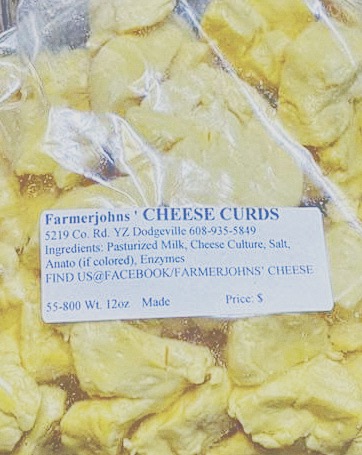 Farmerjohns ' CHEESE CURDS
5219 Co. Rd. YZ Dodgeville 608-935-5849
Ingredients: Pasturized Milk, Cheese Culture, Salt,
Anato (if colored), Enzymes
FIND US@FACEBOOK/FARMERJOHNS' CHEESE
55-800 Wt. 12oz Made Price: $